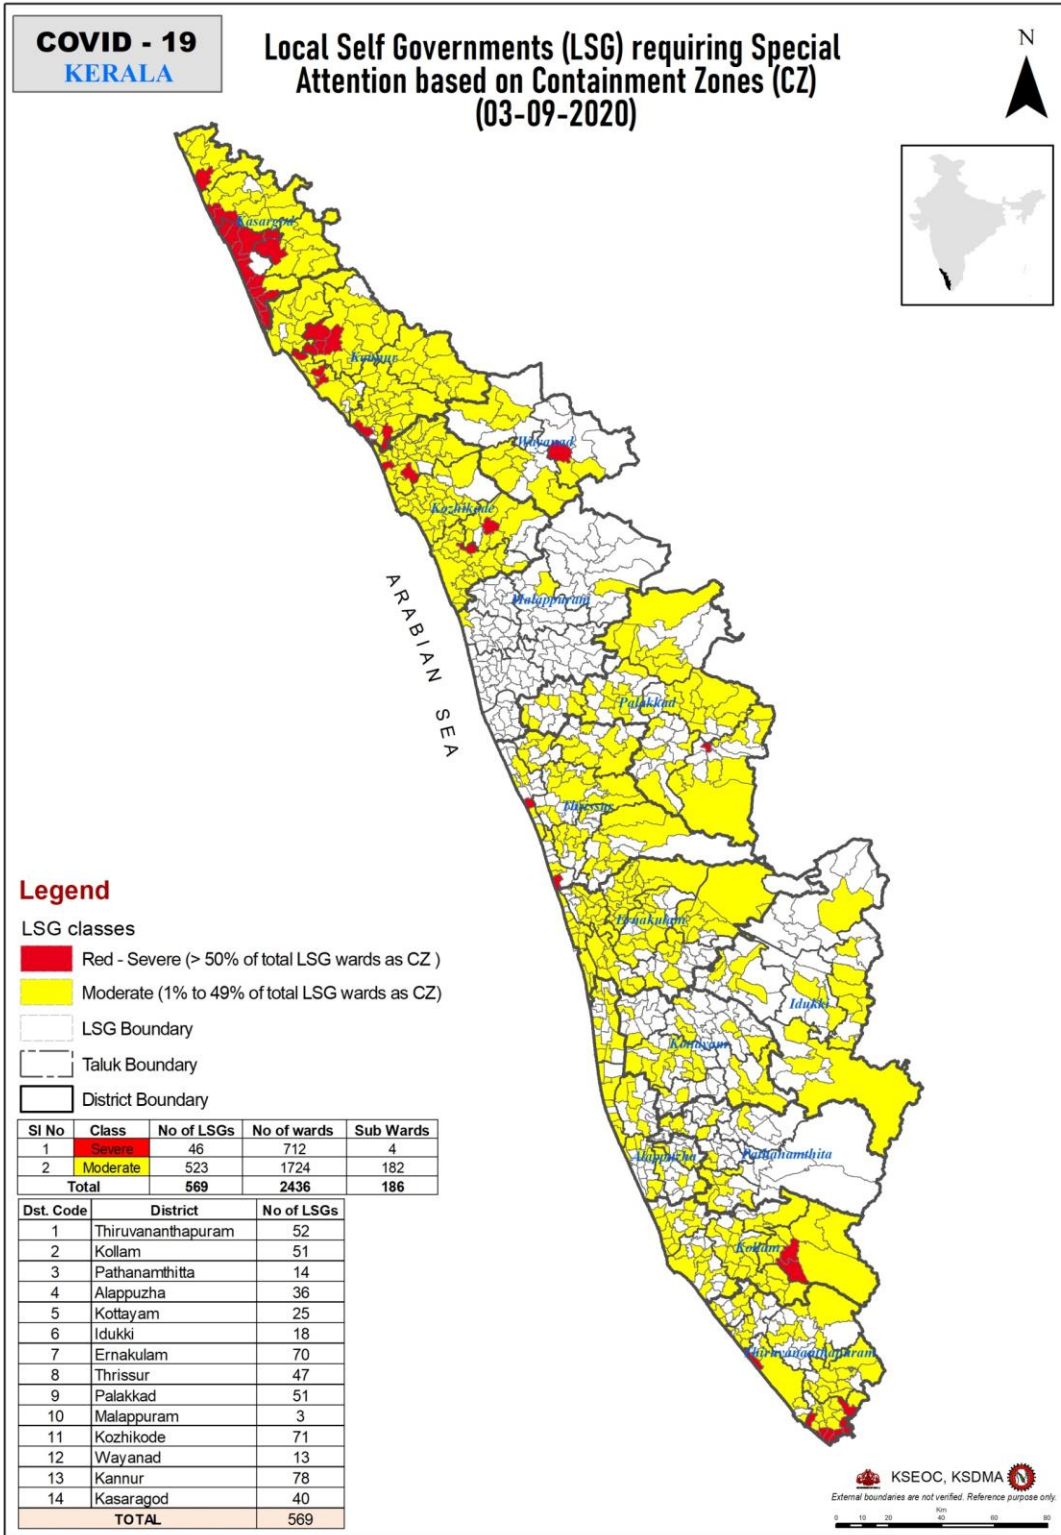 COVID - 19
KERALA
Local Self Governments (LSG) requiring Special
Attention based on Containment Zones (CZ)
(03-09-2020)
N
Kasargod
Kannur
Wayanad
Kozhikode
Malappuram
ARABIAN SEA
Palakkad
Thrissur
Ernakulam
Idukki
Kottayam
Alappuzha
Pathanamthita
Kollam
Thiruvananthapuram
Legend
LSG classes
Red - Severe (> 50% of total LSG wards as CZ )
Moderate (1% to 49% of total LSG wards as CZ)
LSG Boundary
Taluk Boundary
District Boundary
Sl No Class No of LSGs No of wards Sub Wards
1 Severe 46 712 4
2 Moderate 523 1724 182
Total 569 2436 186
Dst. Code District No of LSGs
1 Thiruvananthapuram 52
2 Kollam 51
3 Pathanamthitta 14
4 Alappuzha 36
5 Kottayam 25
6 Idukki 18
7 Ernakulam 70
8 Thrissur 47
9 Palakkad 51
10 Malappuram 3
11 Kozhikode 71
12 Wayanad 13
13 Kannur 78
14 Kasaragod 40
TOTAL 569
KSEOC, KSDMA
External boundaries are not verified. Reference purpose only.
Km
0 10 20 40 60 80